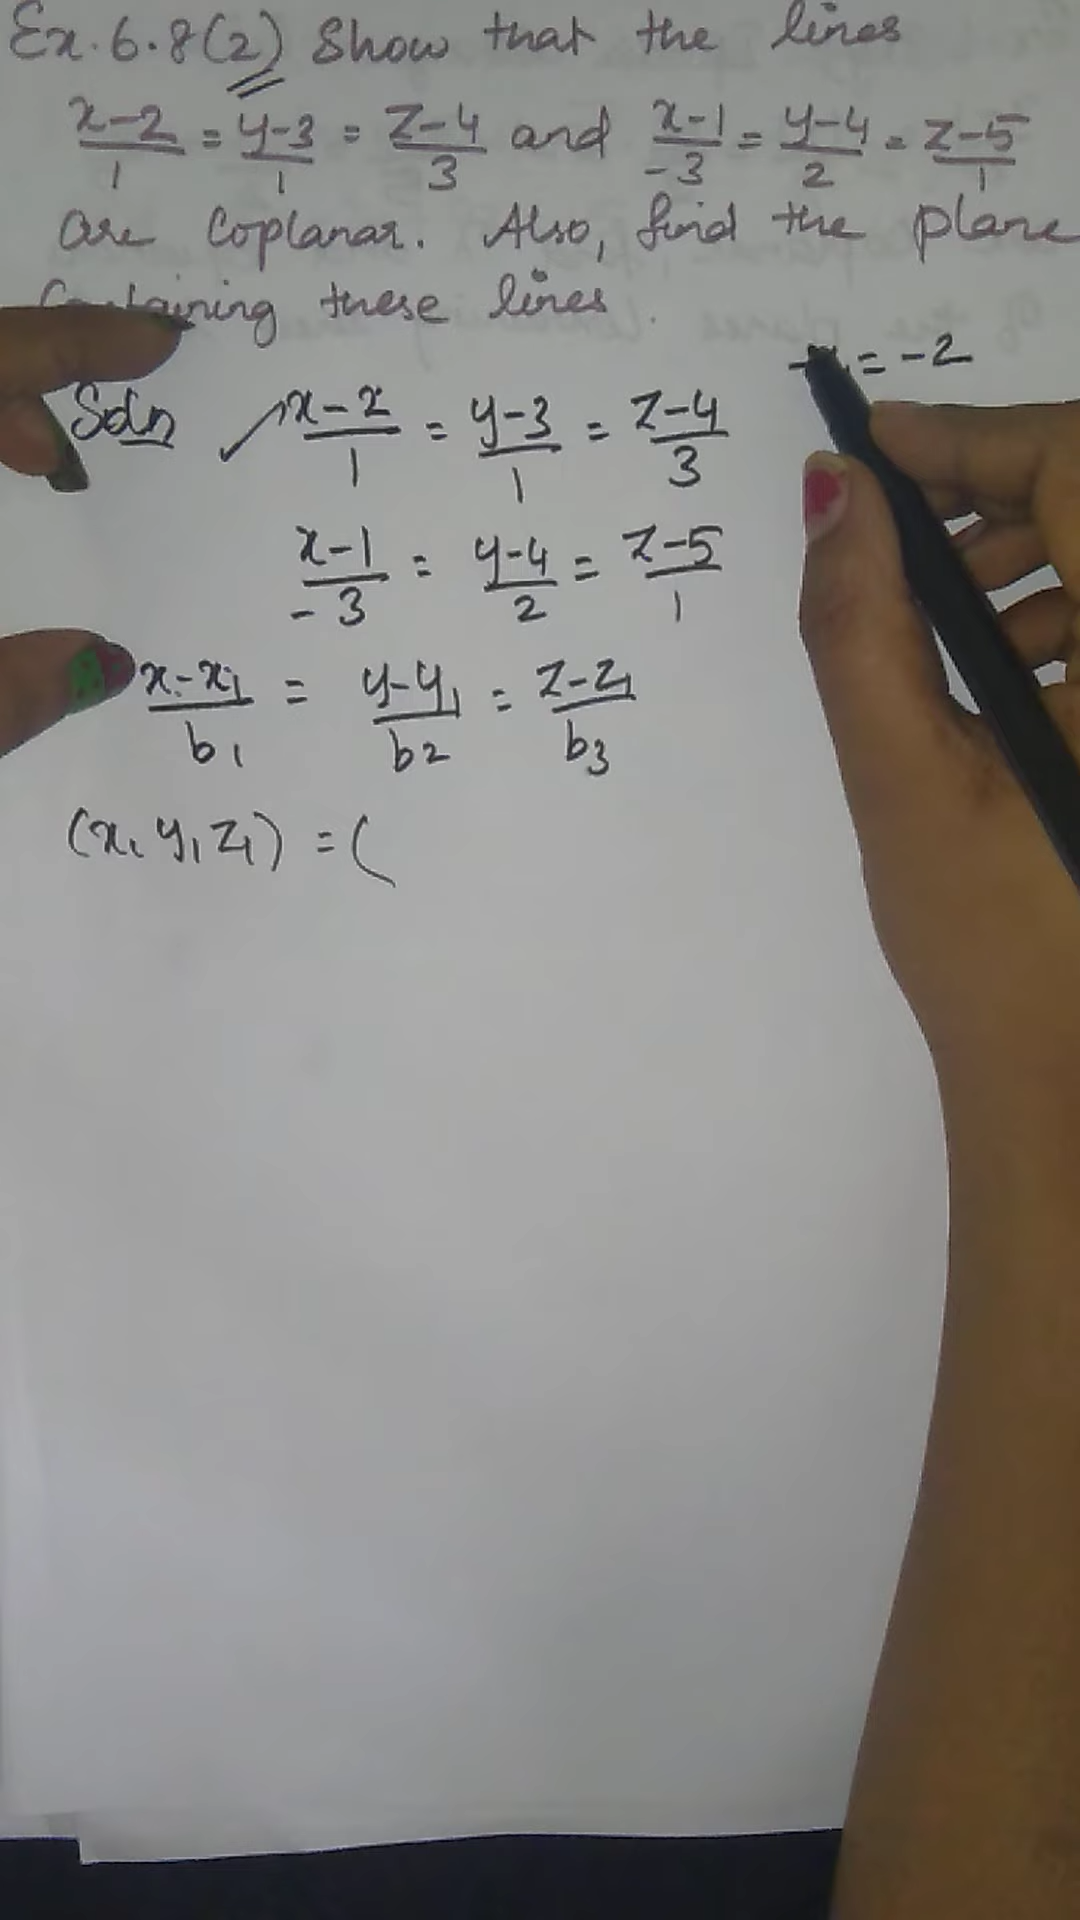 Ex. 6.8(2) Show that the lines
x-2/1 = y-3/1 = z-4/3 and x-1/-3 = y-4/2 = z-5/1
are Coplanar. Also, find the plane
Containing these lines.
= -2
Soln x-2/1 = y-3/1 = z-4/3
x-1/-3 = y-4/2 = z-5/1
x-x1/b1 = y-y1/b2 = z-z1/b3
(x1 y1 z1) = (